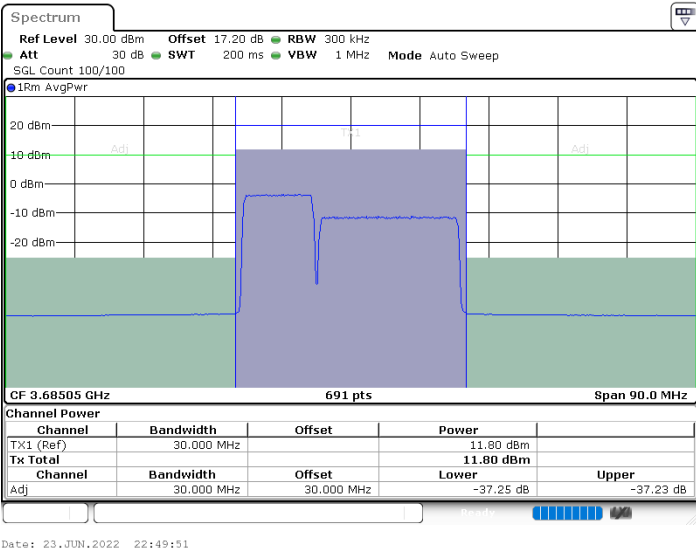 Spectrum
Ref Level 30.00 dBm Offset 17.20 dB RBW 300 kHz
Att 30 dB SWT 200 ms VBW 1 MHz Mode Auto Sweep
SGL Count 100/100
1Rm AvgPwr
20 dBm
TX1
Adj Adj
10 dBm
0 dBm
-10 dBm
-20 dBm
CF 3.68505 GHz 691 pts Span 90.0 MHz
Channel Power
Channel Bandwidth Offset Power
TX1 (Ref) 30.000 MHz 11.80 dBm
Tx Total 11.80 dBm
Channel Bandwidth Offset Lower Upper
Adj 30.000 MHz 30.000 MHz -37.25 dB -37.23 dB
Ready
Date: 23.JUN.2022 22:49:51